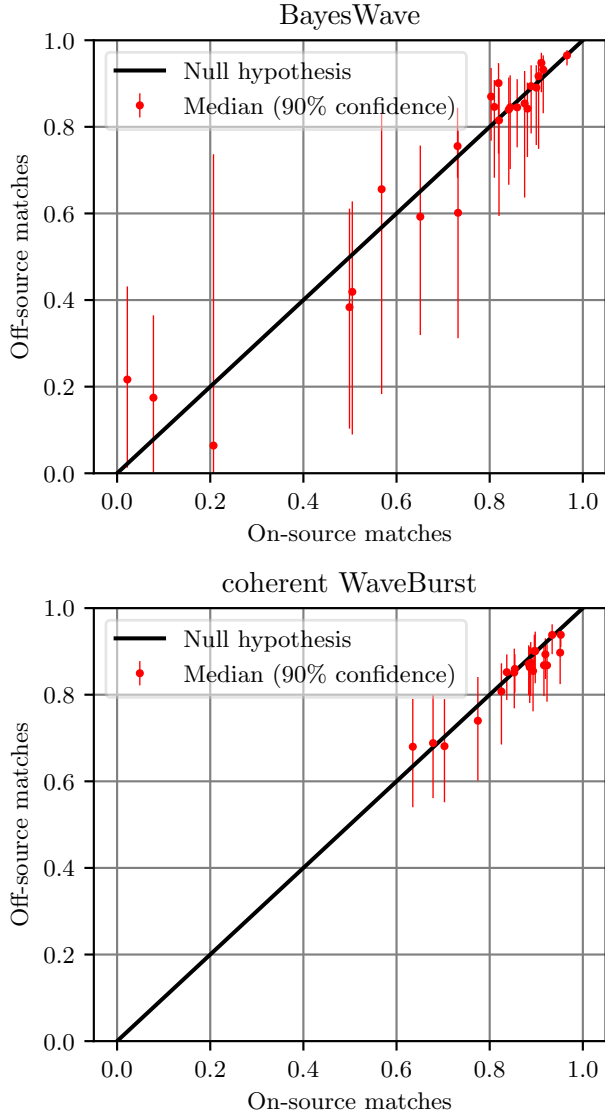 BayesWave
1.0
0.8
0.6
0.4
0.2
0.0
Off-source matches
Null hypothesis
Median (90% confidence)
0.0 0.2 0.4 0.6 0.8 1.0
On-source matches
coherent WaveBurst
1.0
0.8
0.6
0.4
0.2
0.0
Off-source matches
Null hypothesis
Median (90% confidence)
0.0 0.2 0.4 0.6 0.8 1.0
On-source matches